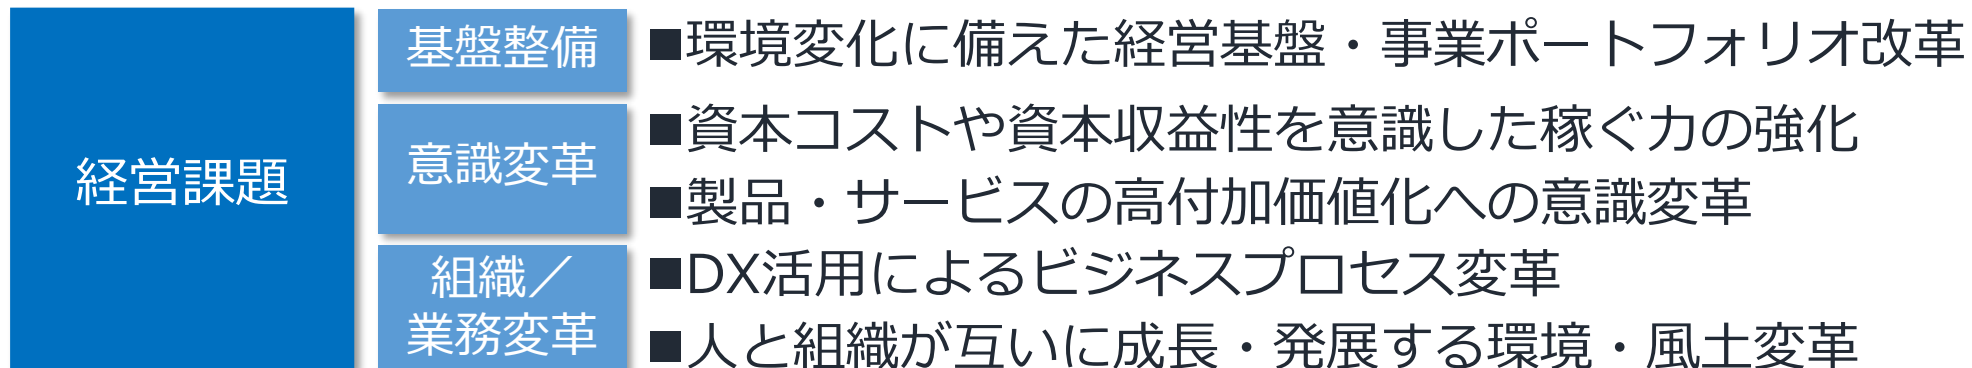 経営課題
基盤整備
■環境変化に備えた経営基盤・事業ポートフォリオ改革
意識変革
■資本コストや資本収益性を意識した稼ぐ力の強化
■製品・サービスの高付加価値化への意識変革
組織／
業務変革
■DX活用によるビジネスプロセス変革
■人と組織が互いに成長・発展する環境・風土変革